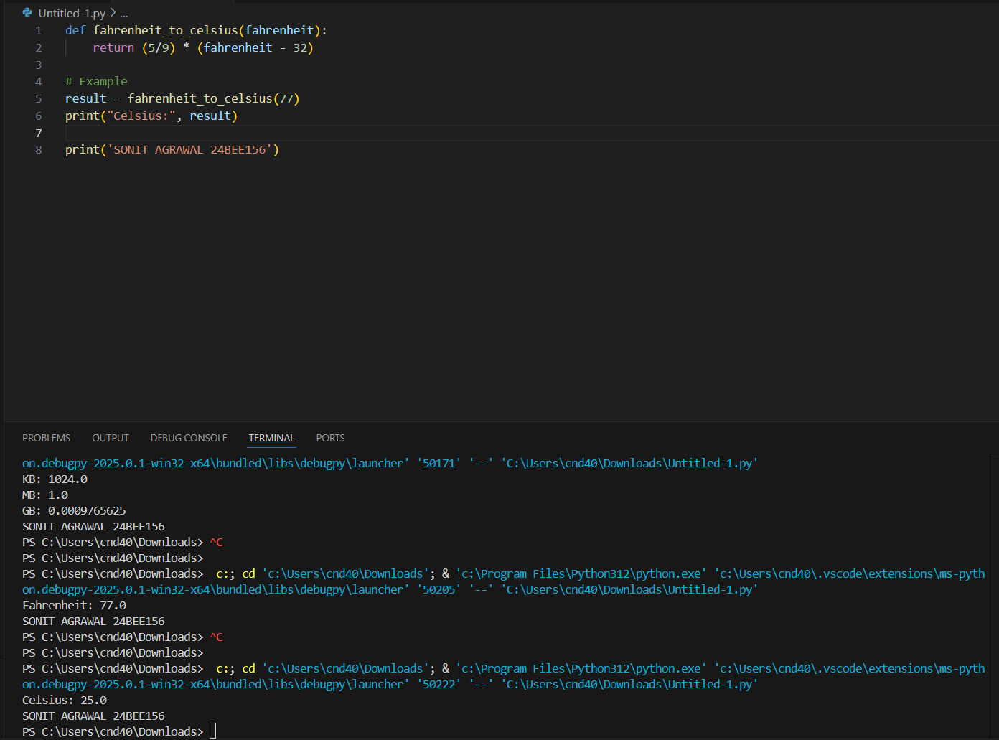 Untitled-1.py > ...
1 def fahrenheit_to_celsius(fahrenheit):
2     return (5/9) * (fahrenheit - 32)
3
4 # Example
5 result = fahrenheit_to_celsius(77)
6 print("Celsius:", result)
7
8 print('SONIT AGRAWAL 24BEE156')
PROBLEMS OUTPUT DEBUG CONSOLE TERMINAL PORTS
on.debugpy-2025.0.1-win32-x64\bundled\libs\debugpy\launcher' '50171' '--' 'C:\Users\cnd40\Downloads\Untitled-1.py'
KB: 1024.0
MB: 1.0
GB: 0.0009765625
SONIT AGRAWAL 24BEE156
PS C:\Users\cnd40\Downloads> ^C
PS C:\Users\cnd40\Downloads>
PS C:\Users\cnd40\Downloads>  c:; cd 'c:\Users\cnd40\Downloads'; & 'c:\Program Files\Python312\python.exe' 'c:\Users\cnd40\.vscode\extensions\ms-pyth
on.debugpy-2025.0.1-win32-x64\bundled\libs\debugpy\launcher' '50205' '--' 'C:\Users\cnd40\Downloads\Untitled-1.py'
Fahrenheit: 77.0
SONIT AGRAWAL 24BEE156
PS C:\Users\cnd40\Downloads> ^C
PS C:\Users\cnd40\Downloads>
PS C:\Users\cnd40\Downloads>  c:; cd 'c:\Users\cnd40\Downloads'; & 'c:\Program Files\Python312\python.exe' 'c:\Users\cnd40\.vscode\extensions\ms-pyth
on.debugpy-2025.0.1-win32-x64\bundled\libs\debugpy\launcher' '50222' '--' 'C:\Users\cnd40\Downloads\Untitled-1.py'
Celsius: 25.0
SONIT AGRAWAL 24BEE156
PS C:\Users\cnd40\Downloads>